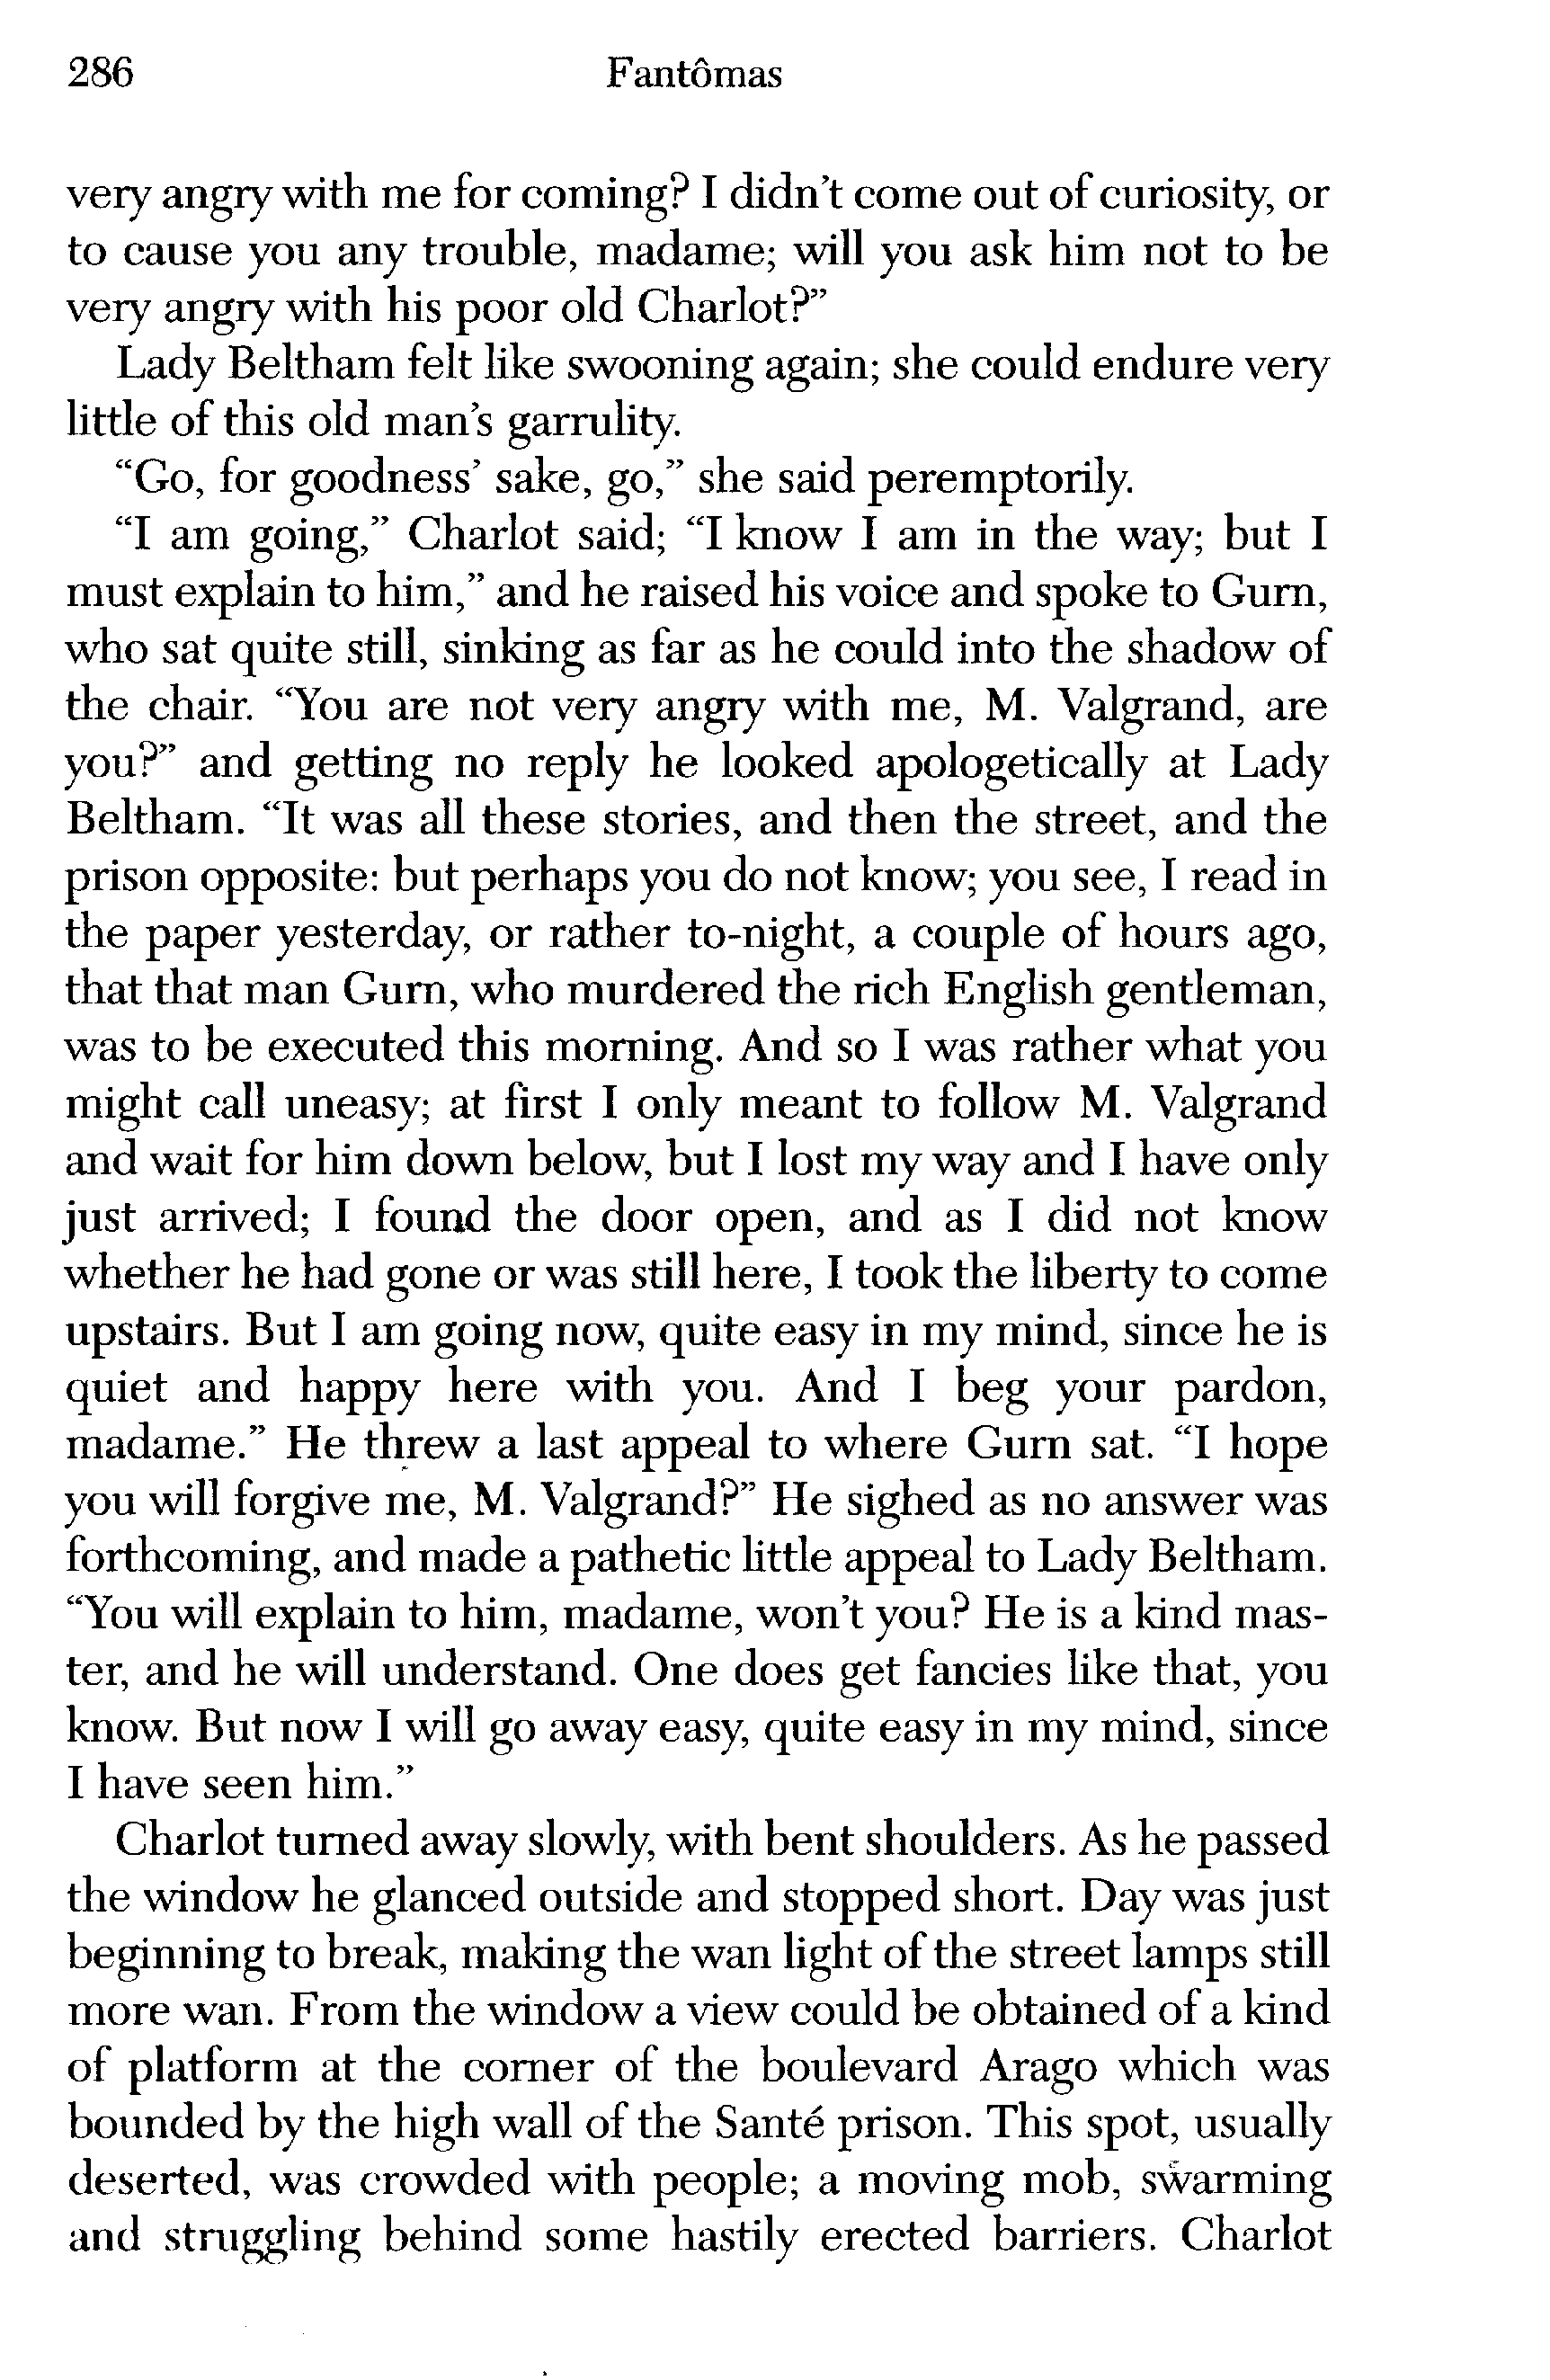 286 Fantômas
very angry with me for coming? I didn’t come out of curiosity, or
to cause you any trouble, madame; will you ask him not to be
very angry with his poor old Charlot?”
Lady Beltham felt like swooning again; she could endure very
little of this old man’s garrulity.
“Go, for goodness’ sake, go,” she said peremptorily.
“I am going,” Charlot said; “I know I am in the way; but I
must explain to him,” and he raised his voice and spoke to Gurn,
who sat quite still, sinking as far as he could into the shadow of
the chair. “You are not very angry with me, M. Valgrand, are
you?” and getting no reply he looked apologetically at Lady
Beltham. “It was all these stories, and then the street, and the
prison opposite: but perhaps you do not know; you see, I read in
the paper yesterday, or rather to-night, a couple of hours ago,
that that man Gurn, who murdered the rich English gentleman,
was to be executed this morning. And so I was rather what you
might call uneasy; at first I only meant to follow M. Valgrand
and wait for him down below, but I lost my way and I have only
just arrived; I found the door open, and as I did not know
whether he had gone or was still here, I took the liberty to come
upstairs. But I am going now, quite easy in my mind, since he is
quiet and happy here with you. And I beg your pardon,
madame.” He threw a last appeal to where Gurn sat. “I hope
you will forgive me, M. Valgrand?” He sighed as no answer was
forthcoming, and made a pathetic little appeal to Lady Beltham.
“You will explain to him, madame, won’t you? He is a kind mas-
ter, and he will understand. One does get fancies like that, you
know. But now I will go away easy, quite easy in my mind, since
I have seen him.”
Charlot turned away slowly, with bent shoulders. As he passed
the window he glanced outside and stopped short. Day was just
beginning to break, making the wan light of the street lamps still
more wan. From the window a view could be obtained of a kind
of platform at the corner of the boulevard Arago which was
bounded by the high wall of the Santé prison. This spot, usually
deserted, was crowded with people; a moving mob, swarming
and struggling behind some hastily erected barriers. Charlot